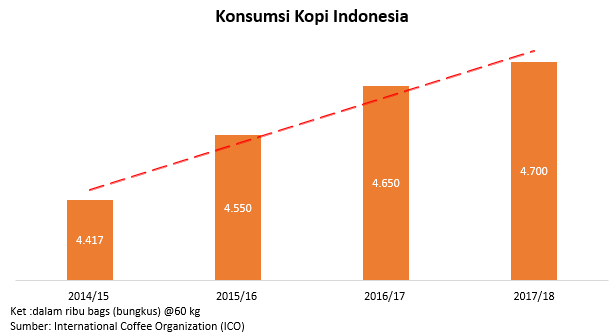 Konsumsi Kopi Indonesia
4.417
4.550
4.650
4.700
2014/15
2015/16
2016/17
2017/18
Ket :dalam ribu bags (bungkus) @60 kg
Sumber: International Coffee Organization (ICO)